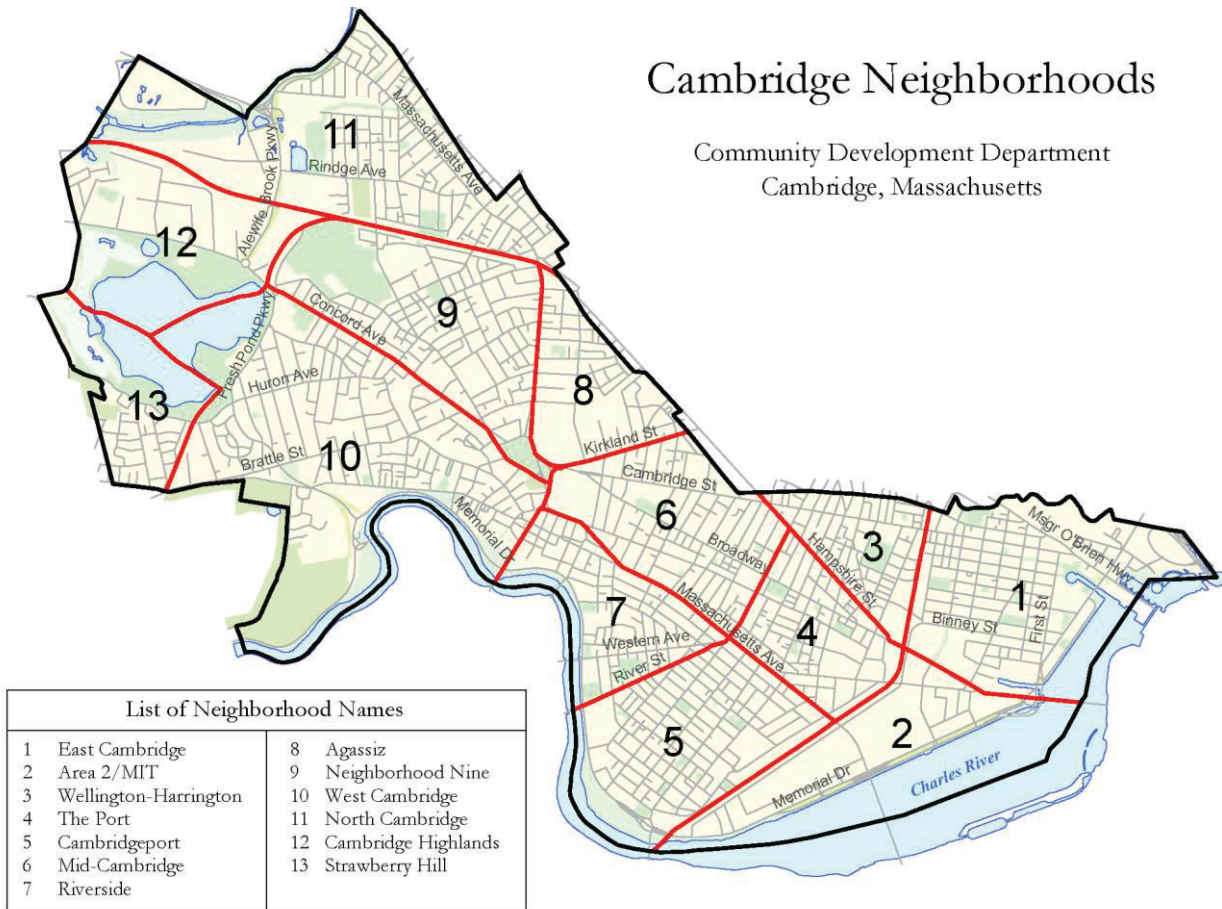 Cambridge Neighborhoods
Community Development Department
Cambridge, Massachusetts
11
Massachusetts Ave
Rindge Ave
Alewife Brook Pkwy
12
9
Concord Ave
Fresh Pond Pkwy
Huron Ave
8
13
Brattle St
10
Kirkland St
Cambridge St
6
Memorial Dr
Broadway
Hampshire St
3
Msgr O'Brien Hwy
1
First St
Binney St
7
Massachusetts Ave
4
Western Ave
River St
5
2
Memorial Dr
Charles River
List of Neighborhood Names
1 East Cambridge
2 Area 2/MIT
3 Wellington-Harrington
4 The Port
5 Cambridgeport
6 Mid-Cambridge
7 Riverside
8 Agassiz
9 Neighborhood Nine
10 West Cambridge
11 North Cambridge
12 Cambridge Highlands
13 Strawberry Hill